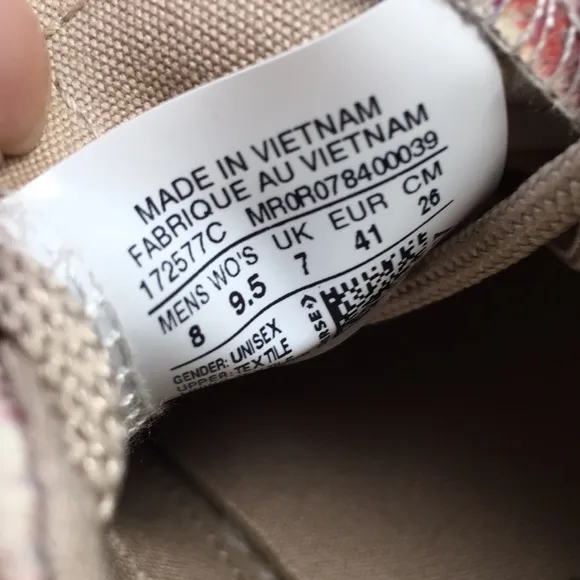 MADE IN VIETNAM
FABRIQUE AU VIETNAM
172577C MR0R078400039
MENS WO'S UK EUR CM
8 9.5 7 41 26
GENDER: UNISEX
UPPER: TEXTILE